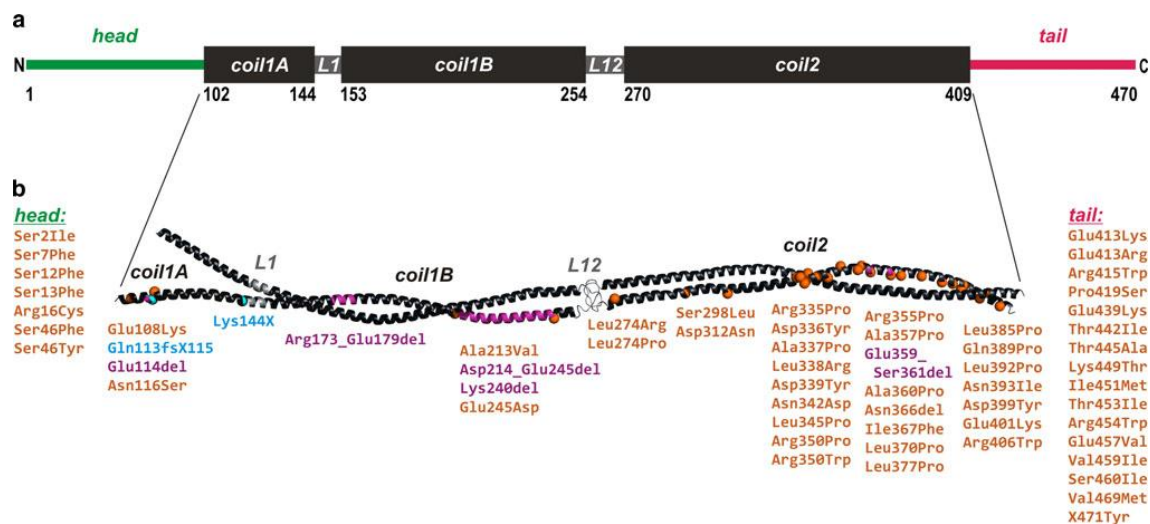 a
head
tail
N
coil1A
L1
coil1B
L12
coil2
C
1
102
144
153
254
270
409
470
b
head:
Ser2Ile
Ser7Phe
Ser12Phe
Ser13Phe
Arg16Cys
Ser46Phe
Ser46Tyr
coil1A
L1
coil1B
L12
coil2
Glu108Lys
Gln113fsX115
Glu114del
Asn116Ser
Lys144X
Arg173_Glu179del
Ala213Val
Asp214_Glu245del
Lys240del
Glu245Asp
Leu274Arg
Leu274Pro
Ser298Leu
Asp312Asn
Arg335Pro
Asp336Tyr
Ala337Pro
Leu338Arg
Asp339Tyr
Asn342Asp
Leu345Pro
Arg350Pro
Arg350Trp
Arg355Pro
Ala357Pro
Glu359_
Ser361del
Ala360Pro
Asn366del
Ile367Phe
Leu370Pro
Leu377Pro
Leu385Pro
Gln389Pro
Leu392Pro
Asn393Ile
Asp399Tyr
Glu401Lys
Arg406Trp
tail:
Glu413Lys
Glu413Arg
Arg415Trp
Pro419Ser
Glu439Lys
Thr442Ile
Thr445Ala
Lys449Thr
Ile451Met
Thr453Ile
Arg454Trp
Glu457Val
Val459Ile
Ser460Ile
Val469Met
X471Tyr